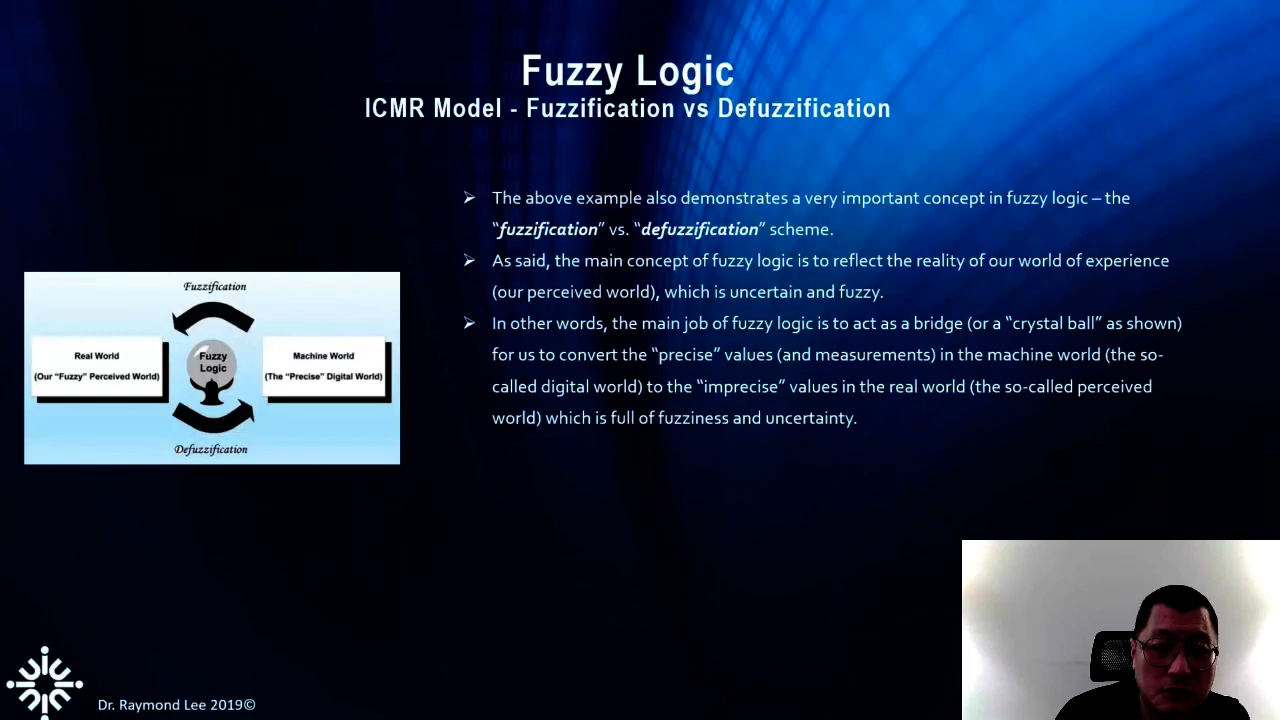 Fuzzy Logic
ICMR Model - Fuzzification vs Defuzzification
➢ The above example also demonstrates a very important concept in fuzzy logic – the
“fuzzification” vs. “defuzzification” scheme.
➢ As said, the main concept of fuzzy logic is to reflect the reality of our world of experience
(our perceived world), which is uncertain and fuzzy.
➢ In other words, the main job of fuzzy logic is to act as a bridge (or a “crystal ball” as shown)
for us to convert the “precise” values (and measurements) in the machine world (the so-
called digital world) to the “imprecise” values in the real world (the so-called perceived
world) which is full of fuzziness and uncertainty.
Fuzzification
Real World
(Our “Fuzzy” Perceived World)
Fuzzy
Logic
Machine World
(The “Precise” Digital World)
Defuzzification
Dr. Raymond Lee 2019©